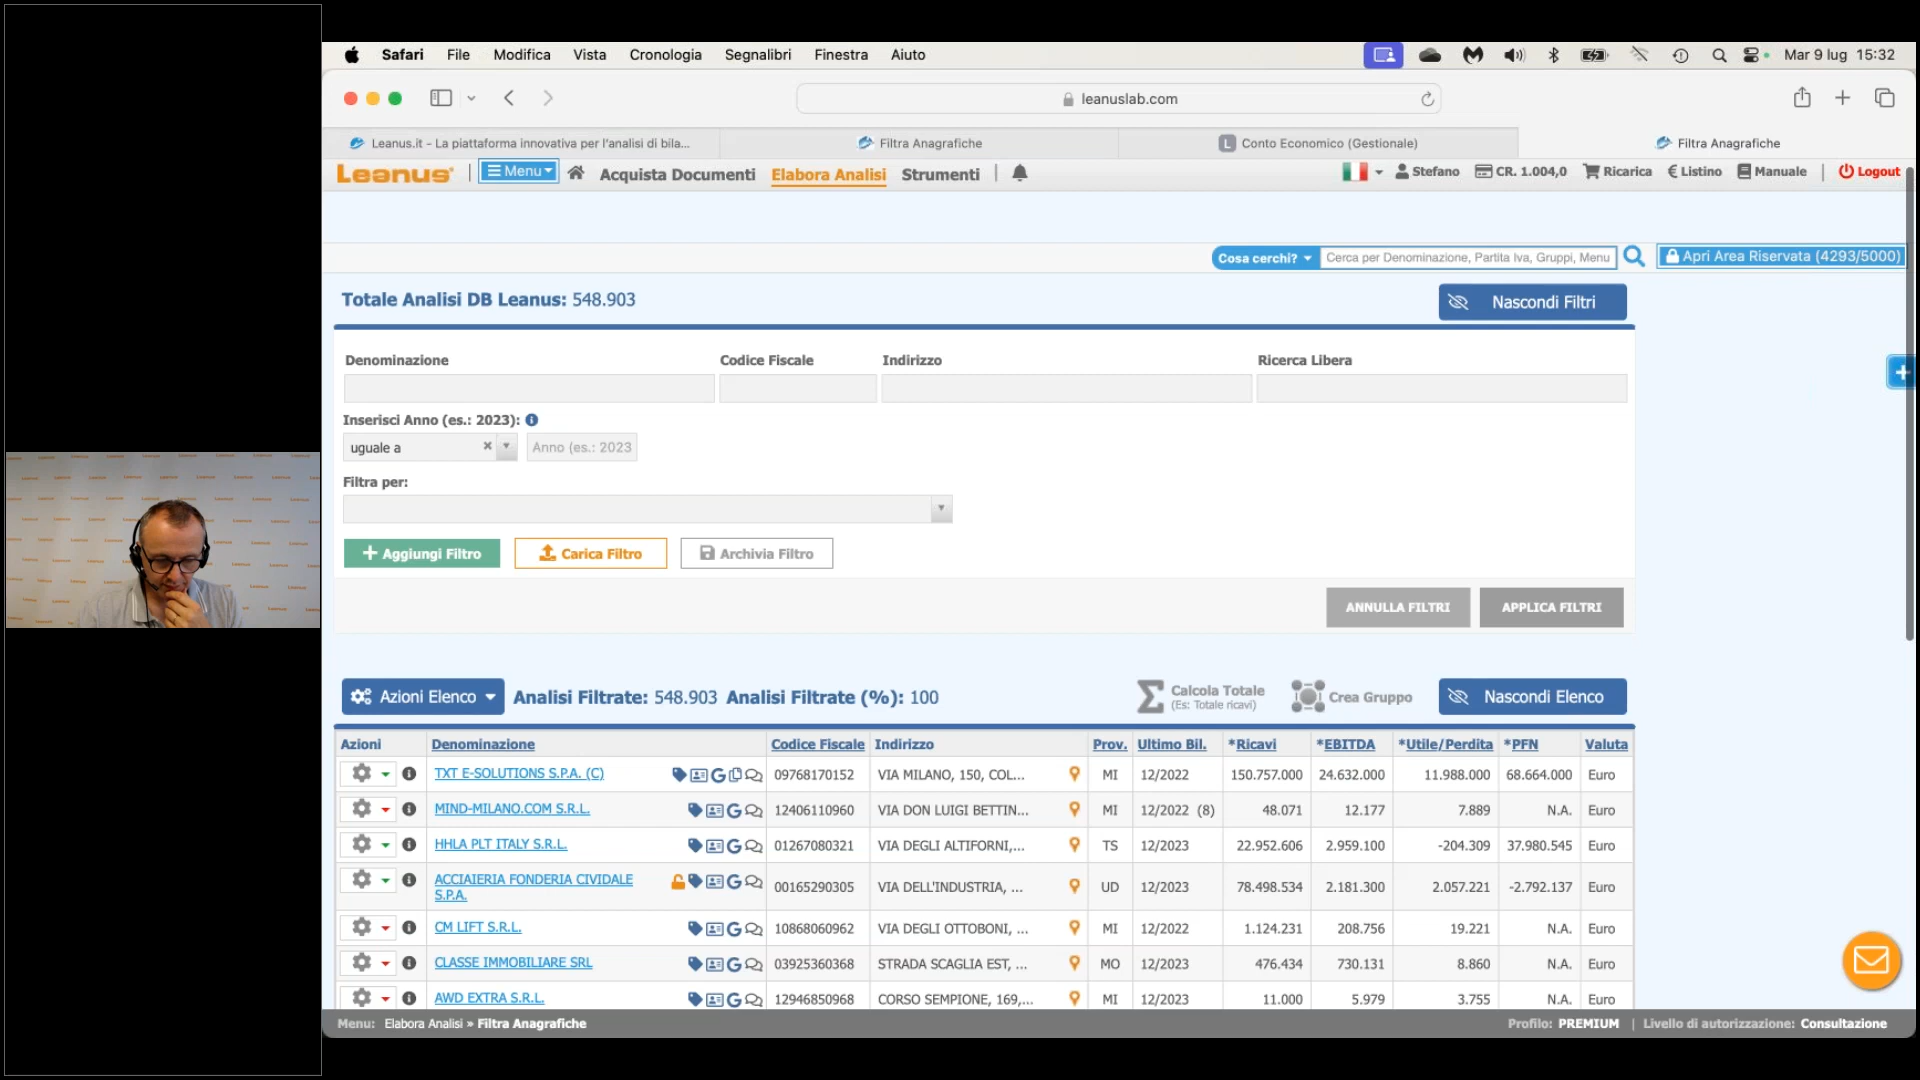 Safari File Modifica Vista Cronologia Segnalibri Finestra Aiuto Mar 9 lug 15:32
leanuslab.com
Leanus.it - La piattaforma innovativa per l'analisi di bila... Filtra Anagrafiche L Conto Economico (Gestionale) Filtra Anagrafiche
Leanus Menu Acquista Documenti Elabora Analisi Strumenti Stefano CR. 1.004,0 Ricarica € Listino Manuale Logout
Cosa cerchi? Cerca per Denominazione, Partita Iva, Gruppi, Menu Apri Area Riservata (4293/5000)
Totale Analisi DB Leanus: 548.903 Nascondi Filtri
Denominazione Codice Fiscale Indirizzo Ricerca Libera
Inserisci Anno (es.: 2023):
uguale a Anno (es.: 2023
Filtra per:
Aggiungi Filtro Carica Filtro Archivia Filtro
ANNULLA FILTRI APPLICA FILTRI
Azioni Elenco Analisi Filtrate: 548.903 Analisi Filtrate (%): 100 Calcola Totale (Es: Totale ricavi) Crea Gruppo Nascondi Elenco
Azioni Denominazione Codice Fiscale Indirizzo Prov. Ultimo Bil. *Ricavi *EBITDA *Utile/Perdita *PFN Valuta
TXT E-SOLUTIONS S.P.A. (C) 09768170152 VIA MILANO, 150, COL... MI 12/2022 150.757.000 24.632.000 11.988.000 68.664.000 Euro
MIND-MILANO.COM S.R.L. 12406110960 VIA DON LUIGI BETTIN... MI 12/2022 (8) 48.071 12.177 7.889 N.A. Euro
HHLA PLT ITALY S.R.L. 01267080321 VIA DEGLI ALTIFORNI,... TS 12/2023 22.952.606 2.959.100 -204.309 37.980.545 Euro
ACCIAIERIA FONDERIA CIVIDALE S.P.A. 00165290305 VIA DELL'INDUSTRIA, ... UD 12/2023 78.498.534 2.181.300 2.057.221 -2.792.137 Euro
CM LIFT S.R.L. 10868060962 VIA DEGLI OTTOBONI, ... MI 12/2022 1.124.231 208.756 19.221 N.A. Euro
CLASSE IMMOBILIARE SRL 03925360368 STRADA SCAGLIA EST, ... MO 12/2023 476.434 730.131 8.860 N.A. Euro
AWD EXTRA S.R.L. 12946850968 CORSO SEMPIONE, 169,... MI 12/2023 11.000 5.979 3.755 N.A. Euro
Menu: Elabora Analisi » Filtra Anagrafiche Profilo: PREMIUM | Livello di autorizzazione: Consultazione